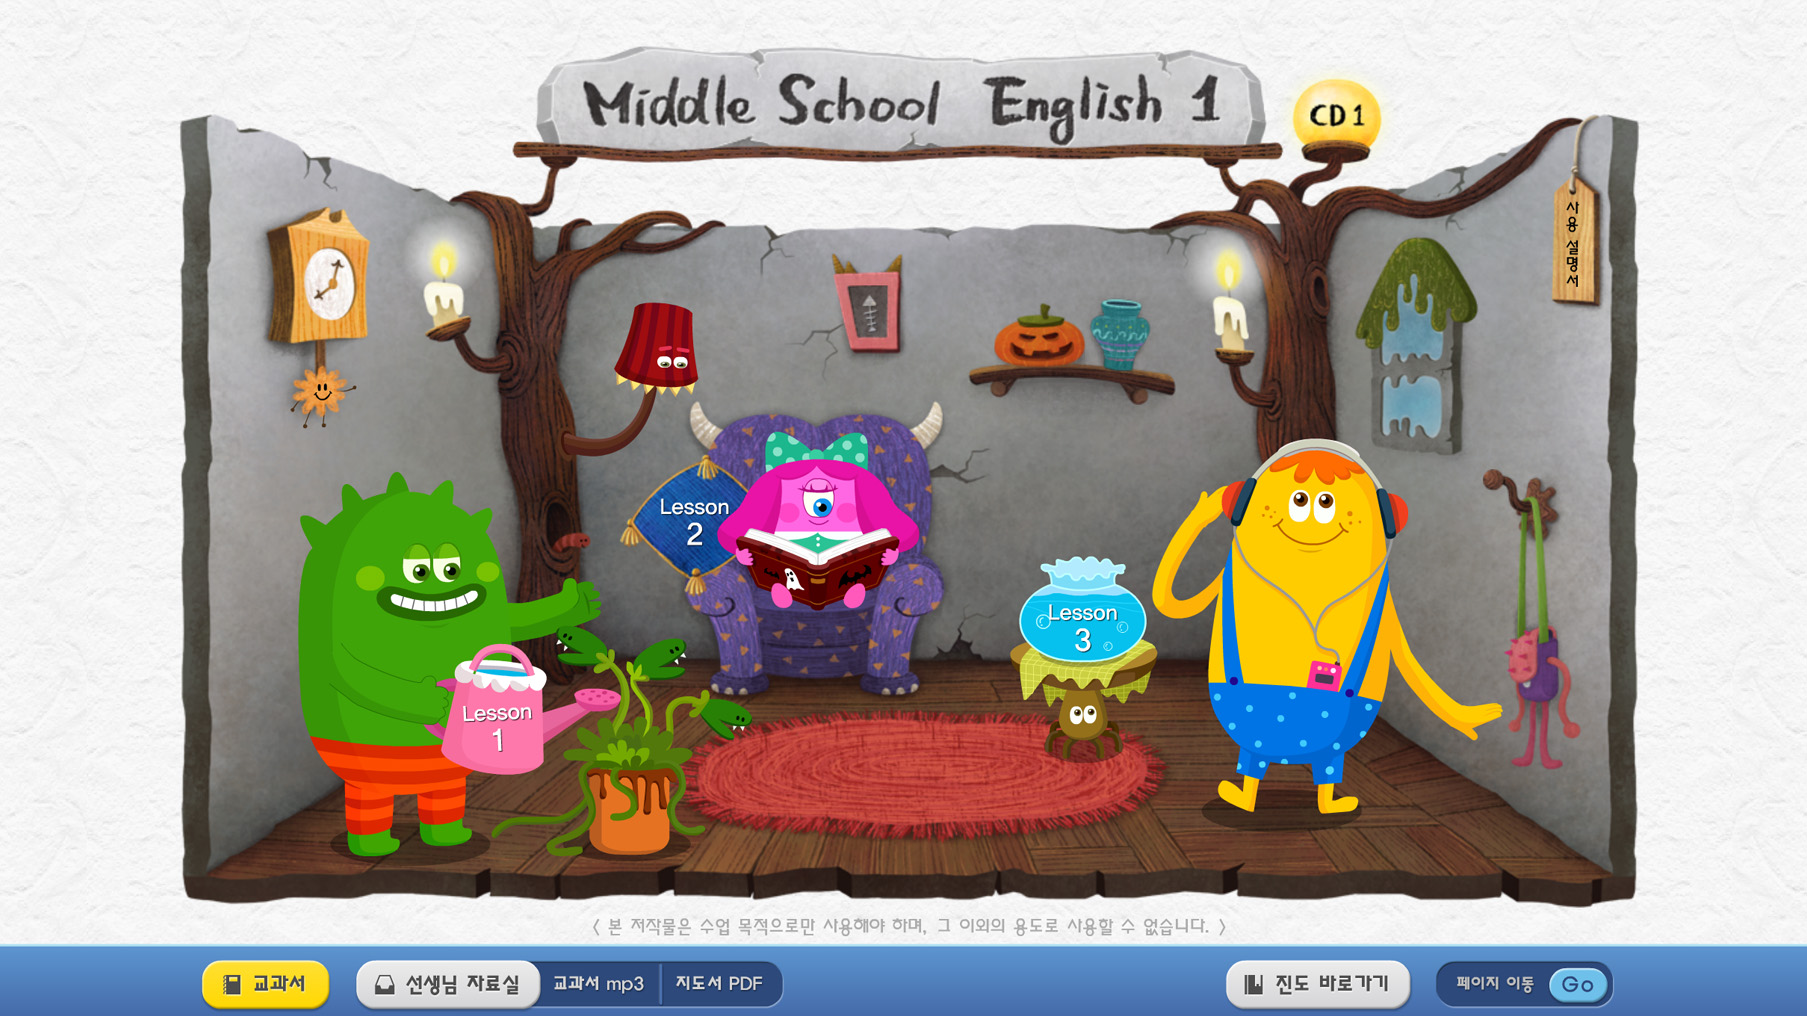 Middle School English 1
CD 1
사용 설명서
Lesson
2
Lesson
3
Lesson
1
< 본 저작물은 수업 목적으로만 사용해야 하며, 그 이외의 용도로 사용할 수 없습니다. >
교과서
선생님 자료실
교과서 mp3
지도서 PDF
진도 바로가기
페이지 이동
Go